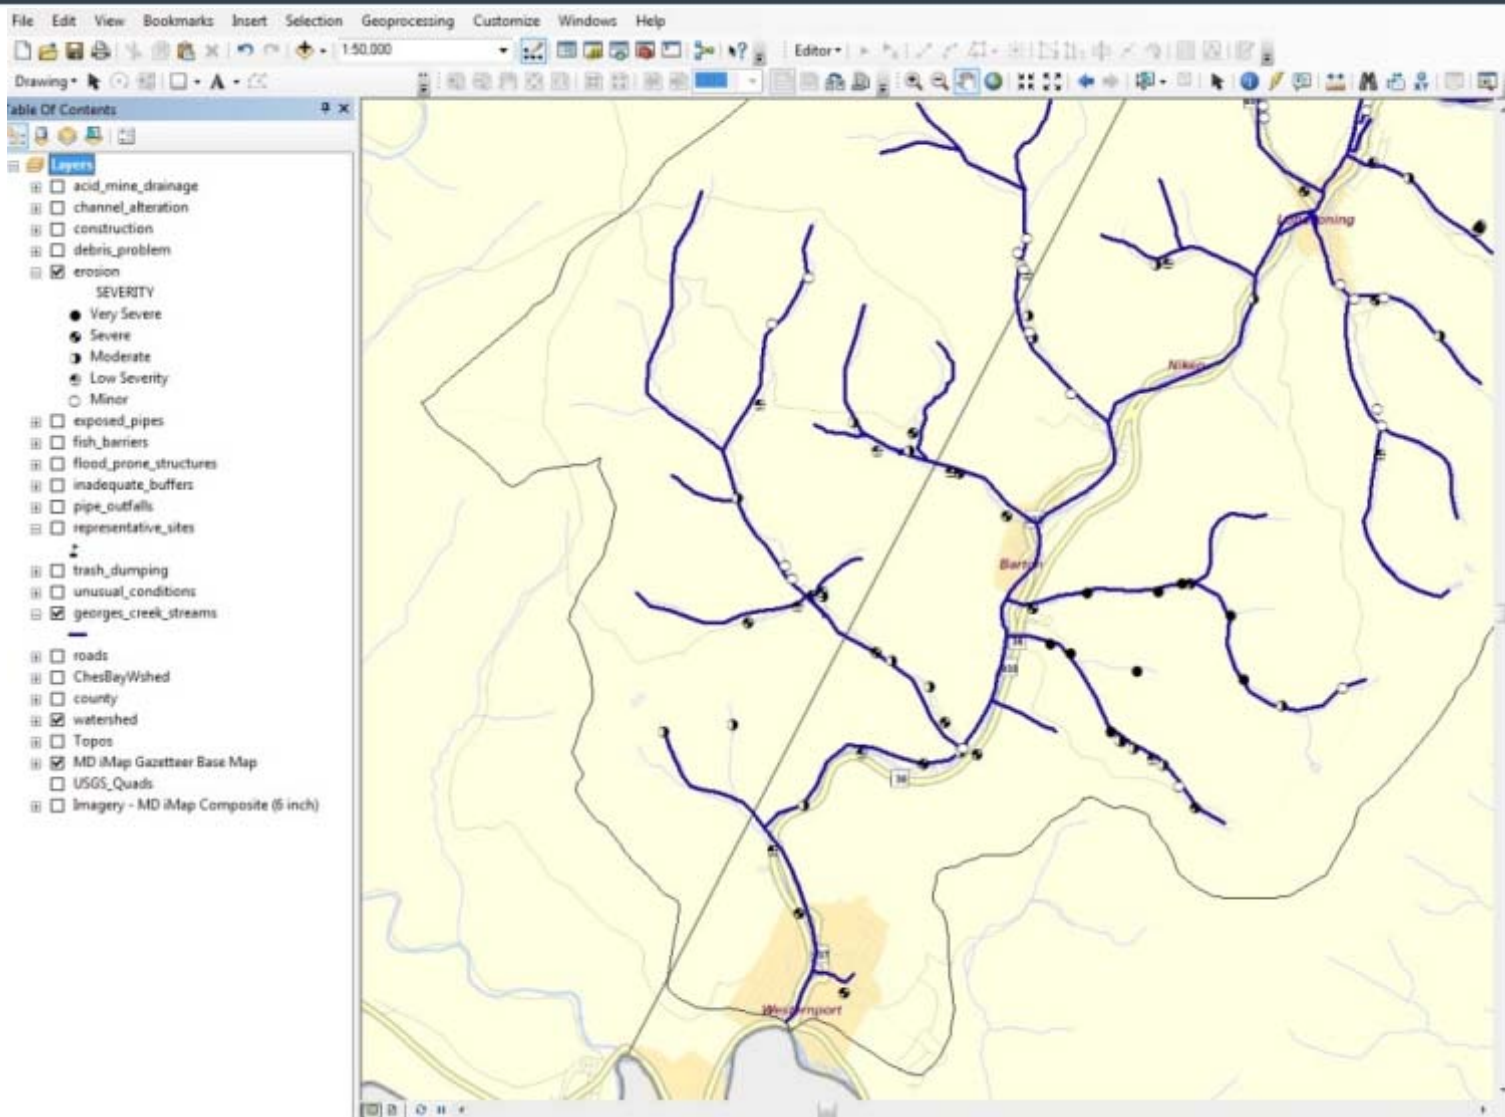 File Edit View Bookmarks Insert Selection Geoprocessing Customize Windows Help
1:50,000 Editor
Drawing A
Table Of Contents
Layers
acid_mine_drainage
channel_alteration
construction
debris_problem
erosion
SEVERITY
Very Severe
Severe
Moderate
Low Severity
Minor
exposed_pipes
fish_barriers
flood_prone_structures
inadequate_buffers
pipe_outfalls
representative_sites
trash_dumping
unusual_conditions
georges_creek_streams
roads
ChesBayWshed
county
watershed
Topos
MD iMap Gazetteer Base Map
USGS_Quads
Imagery - MD iMap Composite (6 inch)
Barton
36
36
Westernport